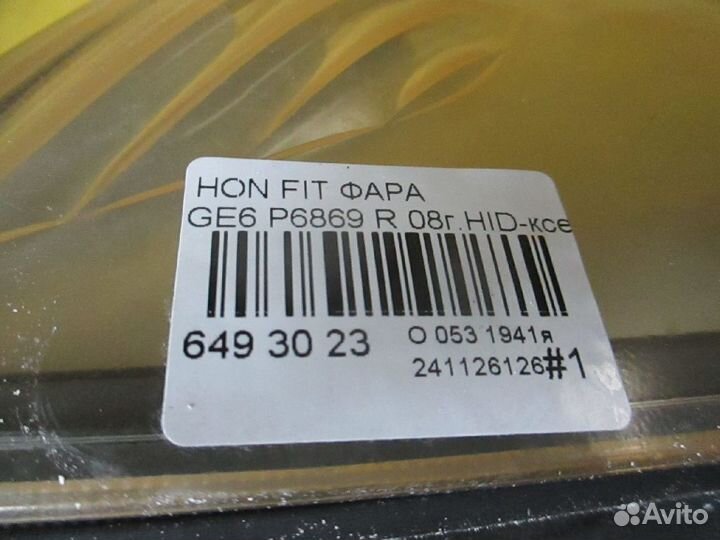 HON FIT ФАРА
GE6 P6869 R 08г.HID-ксе
649 30 23
О 053 1941я
241126126#1
Avito